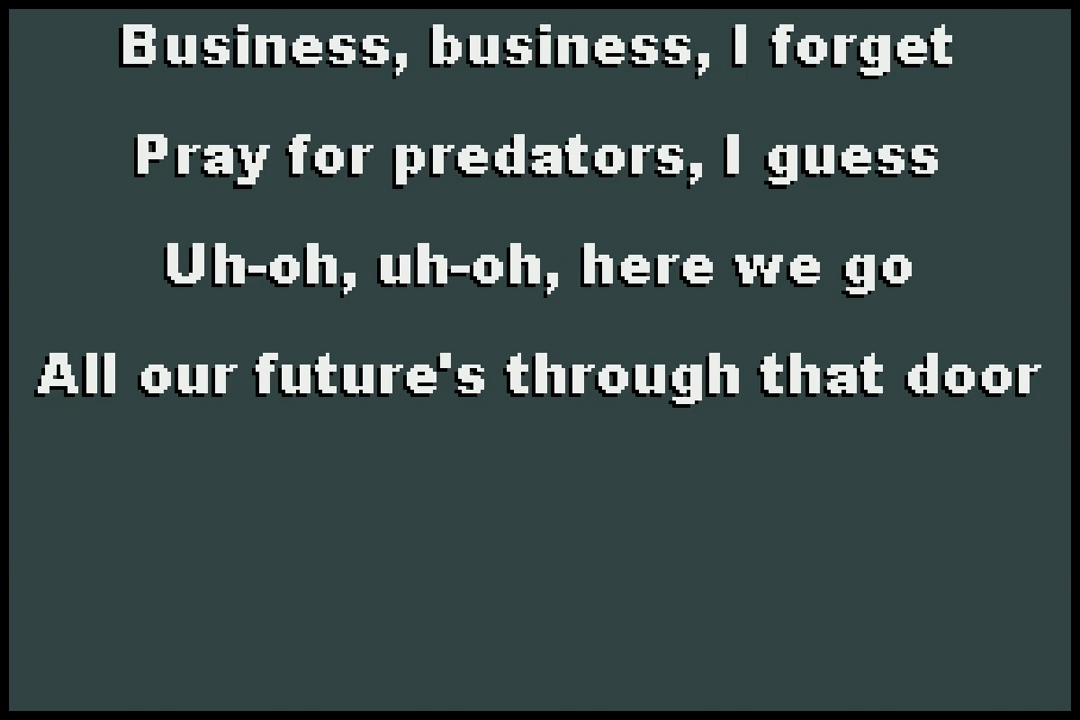 Business, business, I forget
Pray for predators, I guess
Uh-oh, uh-oh, here we go
All our future's through that door